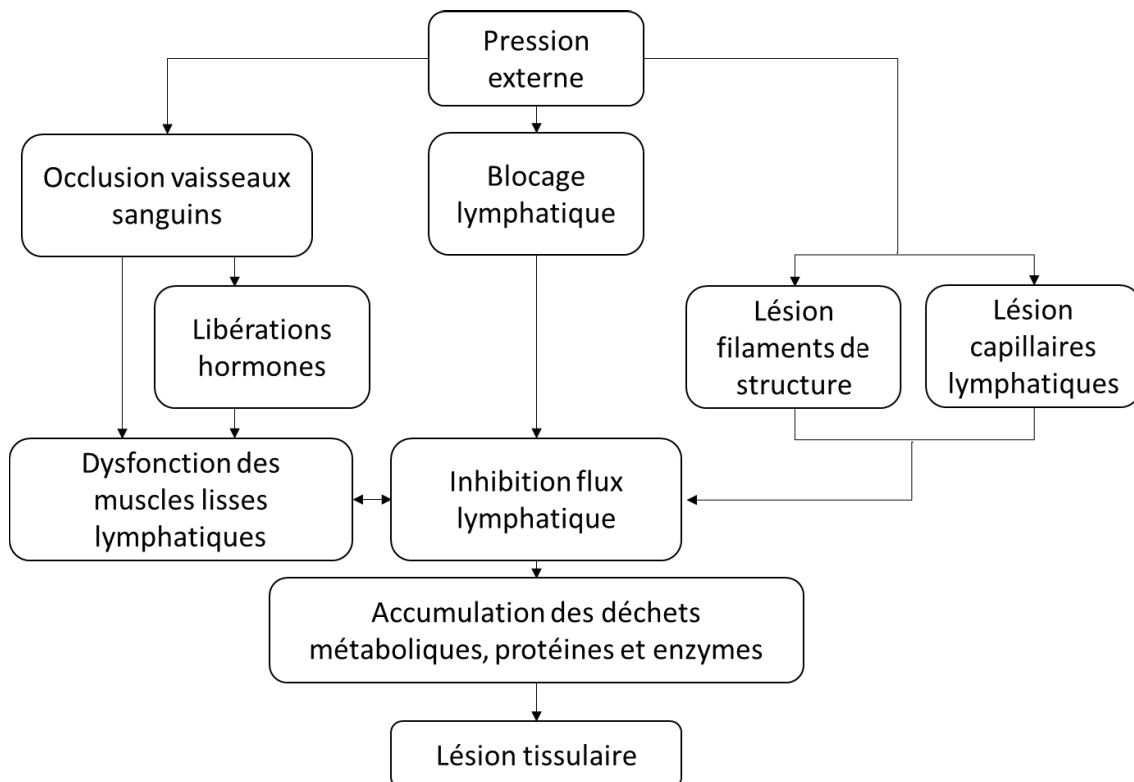 Pression
externe
Occlusion vaisseaux
sanguins
Blocage
lymphatique
Libérations
hormones
Lésion
filaments de
structure
Lésion
capillaires
lymphatiques
Dysfonction des
muscles lisses
lymphatiques
Inhibition flux
lymphatique
Accumulation des déchets
métaboliques, protéines et enzymes
Lésion tissulaire